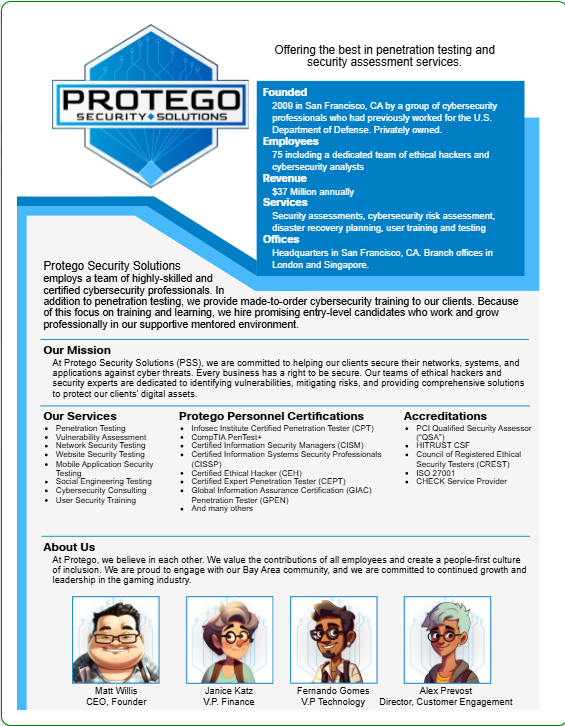 PROTEGO
SECURITY SOLUTIONS
Offering the best in penetration testing and
security assessment services.
Founded
2009 in San Francisco, CA by a group of cybersecurity
professionals who had previously worked for the U.S.
Department of Defense. Privately owned.
Employees
75 including a dedicated team of ethical hackers and
cybersecurity analysts
Revenue
$37 Million annually
Services
Security assessments, cybersecurity risk assessment,
disaster recovery planning, user training and testing
Offices
Headquarters in San Francisco, CA. Branch offices in
London and Singapore.
Protego Security Solutions
employs a team of highly-skilled and
certified cybersecurity professionals. In
addition to penetration testing, we provide made-to-order cybersecurity training to our clients. Because
of this focus on training and learning, we hire promising entry-level candidates who work and grow
professionally in our supportive mentored environment.
Our Mission
At Protego Security Solutions (PSS), we are committed to helping our clients secure their networks, systems, and
applications against cyber threats. Every business has a right to be secure. Our teams of ethical hackers and
security experts are dedicated to identifying vulnerabilities, mitigating risks, and providing comprehensive solutions
to protect our clients' digital assets.
Our Services
• Penetration Testing
• Vulnerability Assessment
• Network Security Testing
• Website Security Testing
• Mobile Application Security
Testing
• Social Engineering Testing
• Cybersecurity Consulting
• User Security Training
Protego Personnel Certifications
• Infosec Institute Certified Penetration Tester (CPT)
• CompTIA PenTest+
• Certified Information Security Managers (CISM)
• Certified Information Systems Security Professionals
(CISSP)
• Certified Ethical Hacker (CEH)
• Certified Expert Penetration Tester (CEPT)
• Global Information Assurance Certification (GIAC)
Penetration Tester (GPEN)
• And many others
Accreditations
• PCI Qualified Security Assessor
("QSA")
• HITRUST CSF
• Council of Registered Ethical
Security Testers (CREST)
• ISO 27001
• CHECK Service Provider
About Us
At Protego, we believe in each other. We value the contributions of all employees and create a people-first culture
of inclusion. We are proud to engage with our Bay Area community, and we are committed to continued growth and
leadership in the gaming industry.
Matt Willis
CEO, Founder
Janice Katz
V.P. Finance
Fernando Gomes
V.P Technology
Alex Prevost
Director, Customer Engagement